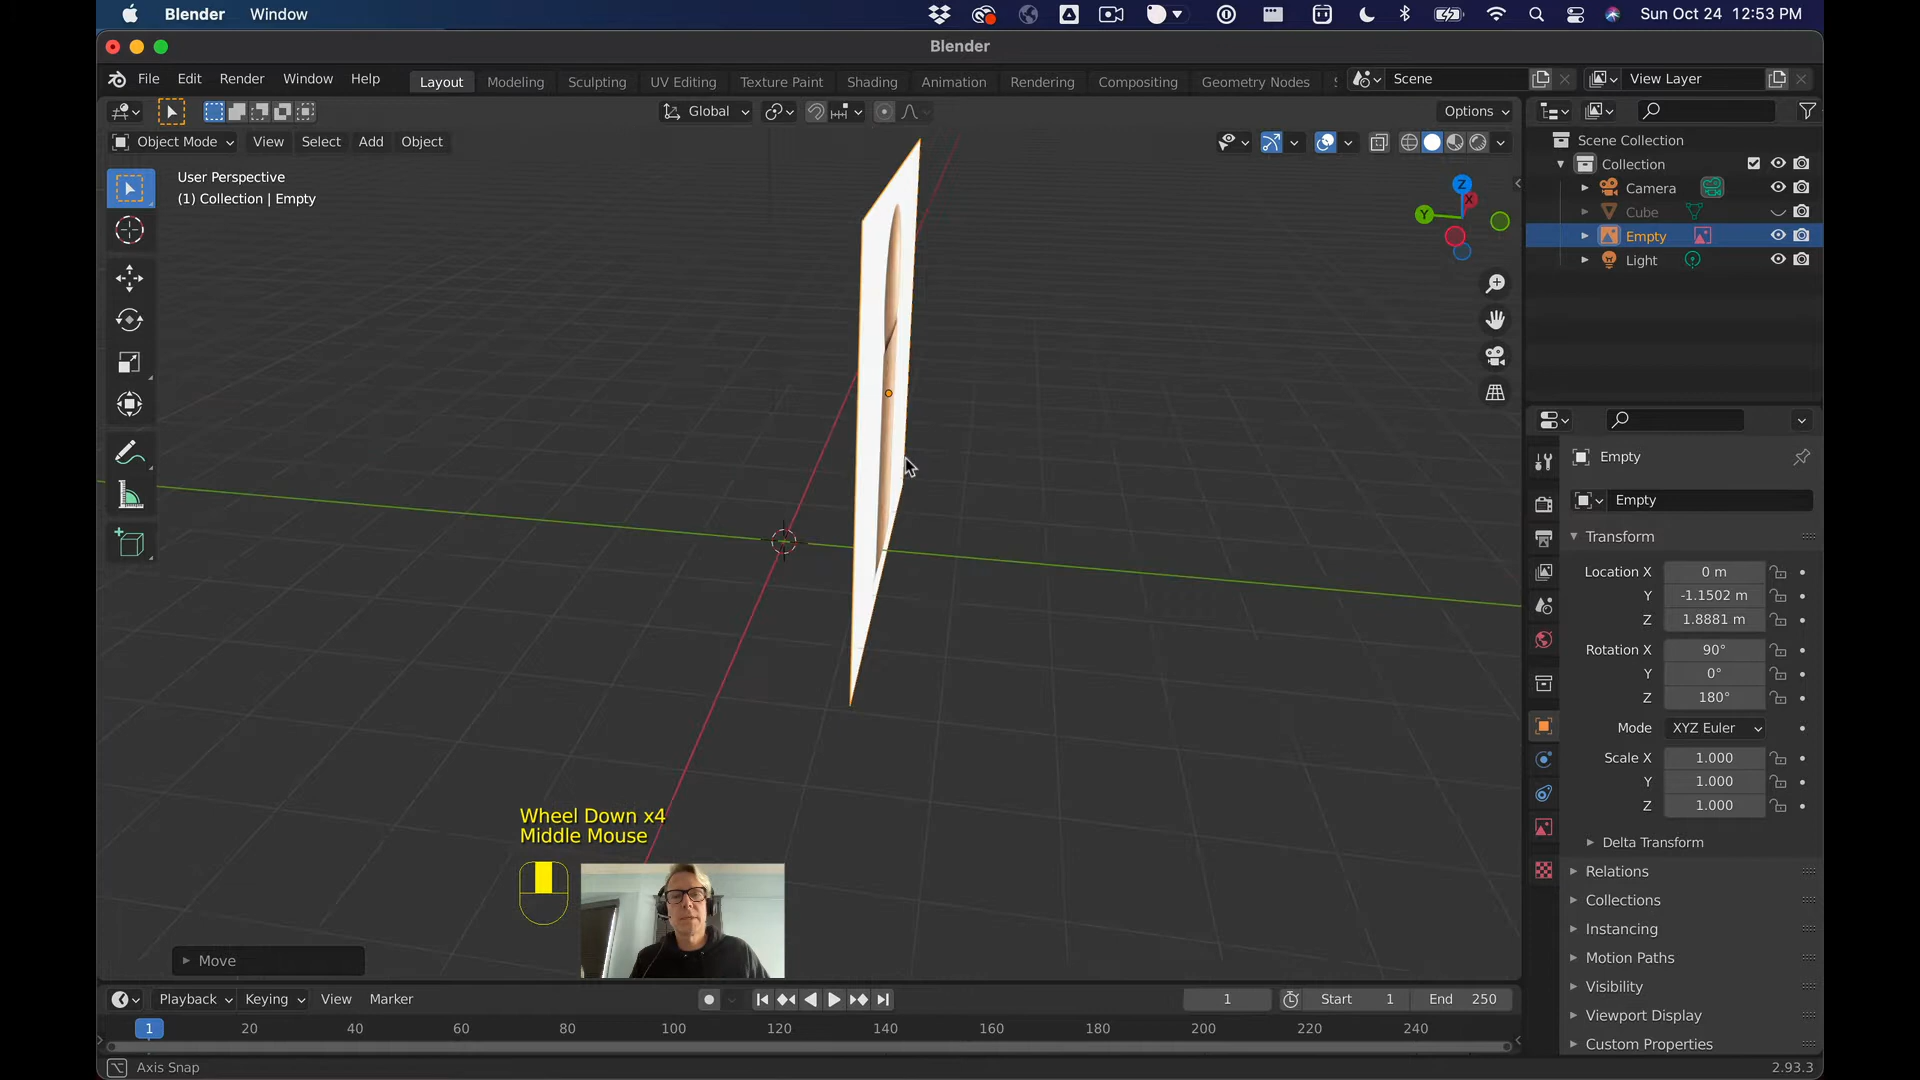 Blender Window Sun Oct 24 12:53 PM
Blender
File Edit Render Window Help Layout Modeling Sculpting UV Editing Texture Paint Shading Animation Rendering Compositing Geometry Nodes Scene View Layer
Global Options
Object Mode View Select Add Object
User Perspective
(1) Collection | Empty
Z
X
Y
Scene Collection
Collection
Camera
Cube
Empty
Light
Empty
Empty
Transform
Location X 0 m
Y -1.1502 m
Z 1.8881 m
Rotation X 90°
Y 0°
Z 180°
Mode XYZ Euler
Scale X 1.000
Y 1.000
Z 1.000
Delta Transform
Relations
Collections
Instancing
Motion Paths
Visibility
Viewport Display
Custom Properties
Wheel Down x4
Middle Mouse
Move
Playback Keying View Marker 1 Start 1 End 250
1 20 40 60 80 100 120 140 160 180 200 220 240
Axis Snap 2.93.3